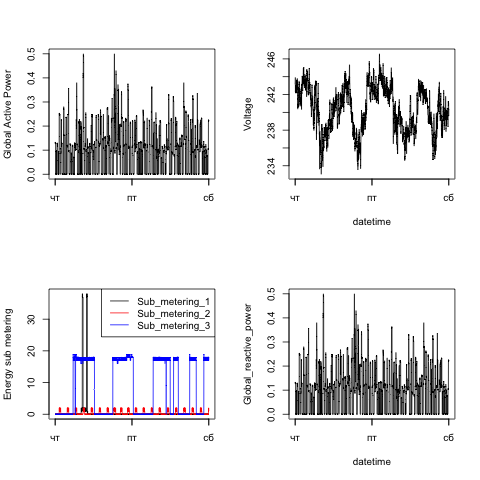 Global Active Power
0.5
0.4
0.3
0.2
0.1
0.0
чт
пт
сб
Voltage
246
242
238
234
чт
пт
сб
datetime
Energy sub metering
30
20
10
0
Sub_metering_1
Sub_metering_2
Sub_metering_3
чт
пт
сб
Global_reactive_power
0.5
0.4
0.3
0.2
0.1
0.0
чт
пт
сб
datetime